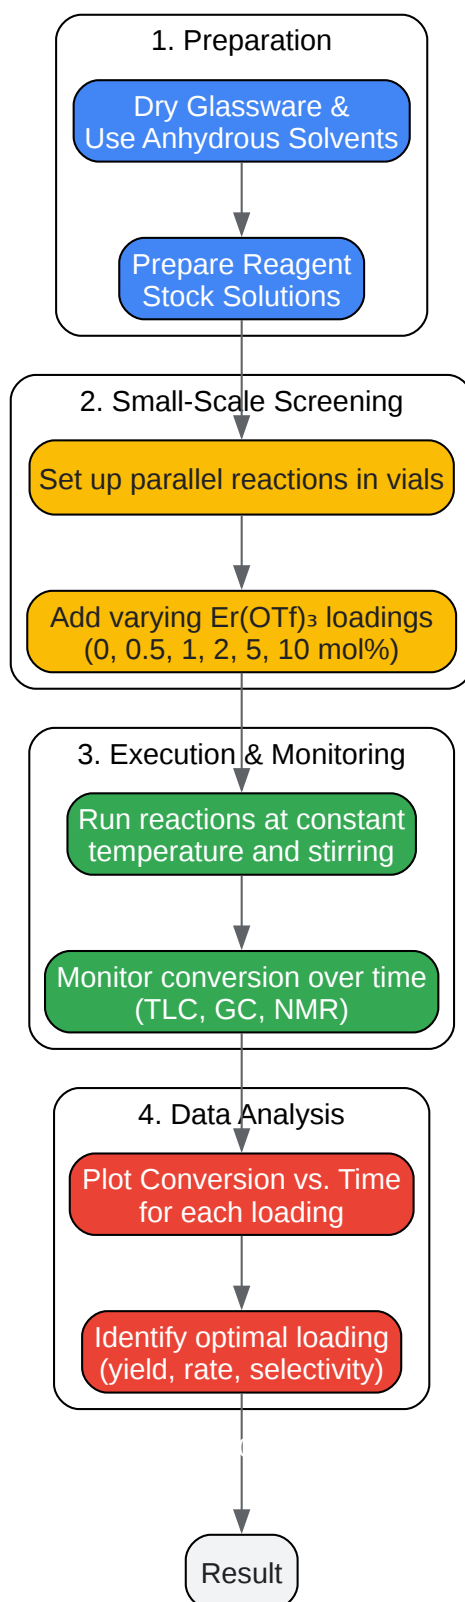 1. Preparation
Dry Glassware &
Use Anhydrous Solvents
Prepare Reagent
Stock Solutions
2. Small-Scale Screening
Set up parallel reactions in vials
Add varying Er(OTf)₃ loadings
(0, 0.5, 1, 2, 5, 10 mol%)
3. Execution & Monitoring
Run reactions at constant
temperature and stirring
Monitor conversion over time
(TLC, GC, NMR)
4. Data Analysis
Plot Conversion vs. Time
for each loading
Identify optimal loading
(yield, rate, selectivity)
Result